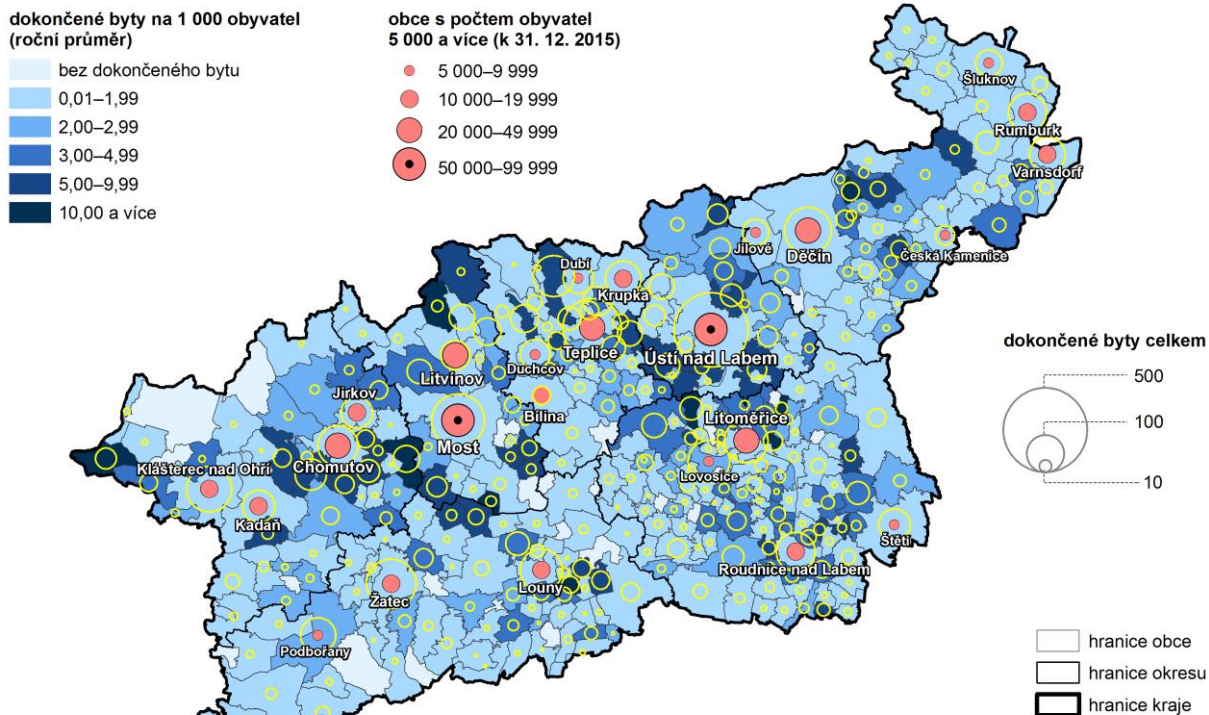 dokončené byty na 1 000 obyvatel
(roční průměr)
bez dokončeného bytu
0,01–1,99
2,00–2,99
3,00–4,99
5,00–9,99
10,00 a více
obce s počtem obyvatel
5 000 a více (k 31. 12. 2015)
5 000–9 999
10 000–19 999
20 000–49 999
50 000–99 999
Šluknov
Rumburk
Varnsdorf
Jílové
Děčín
Česká Kamenice
Dubí
Krupka
Teplice
Ústí nad Labem
Duchcov
Litvínov
Bílina
Jirkov
Most
Litoměřice
Chomutov
Lovosice
Klášterec nad Ohří
Kadaň
Štětí
Roudnice nad Labem
Louny
Žatec
Podbořany
dokončené byty celkem
500
100
10
hranice obce
hranice okresu
hranice kraje